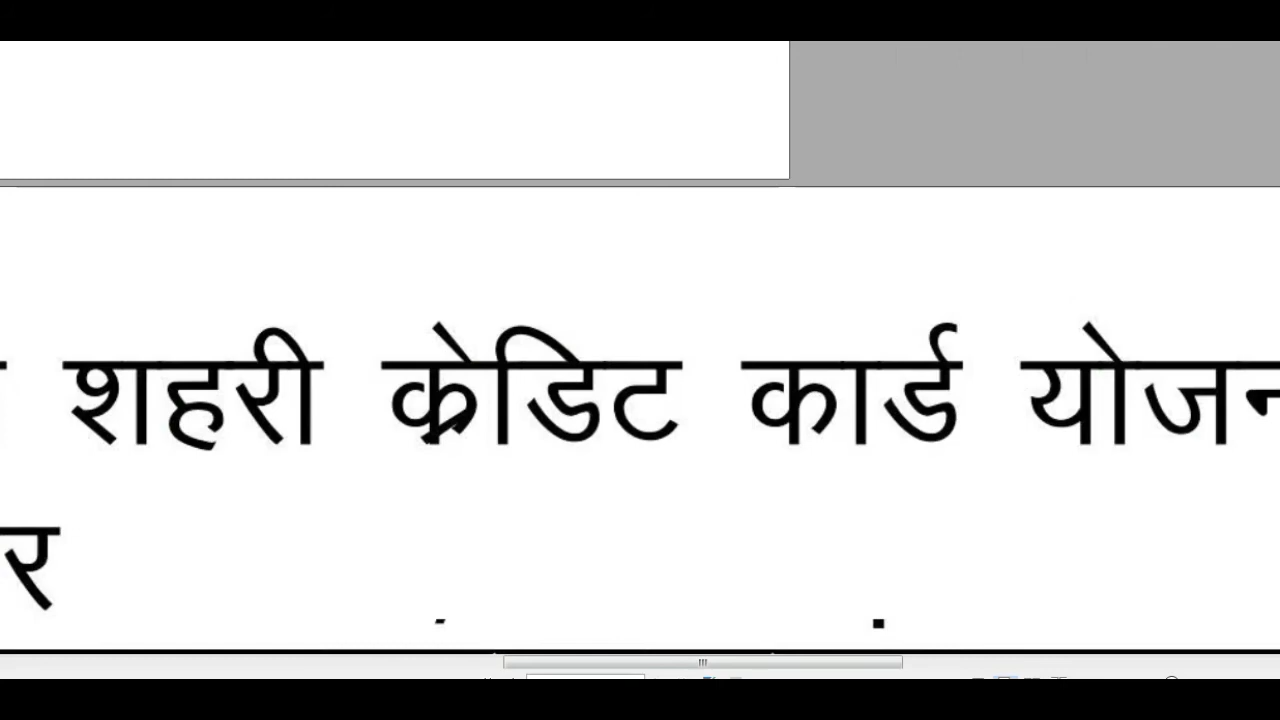 शहरी क्रेडिट कार्ड योजन
र